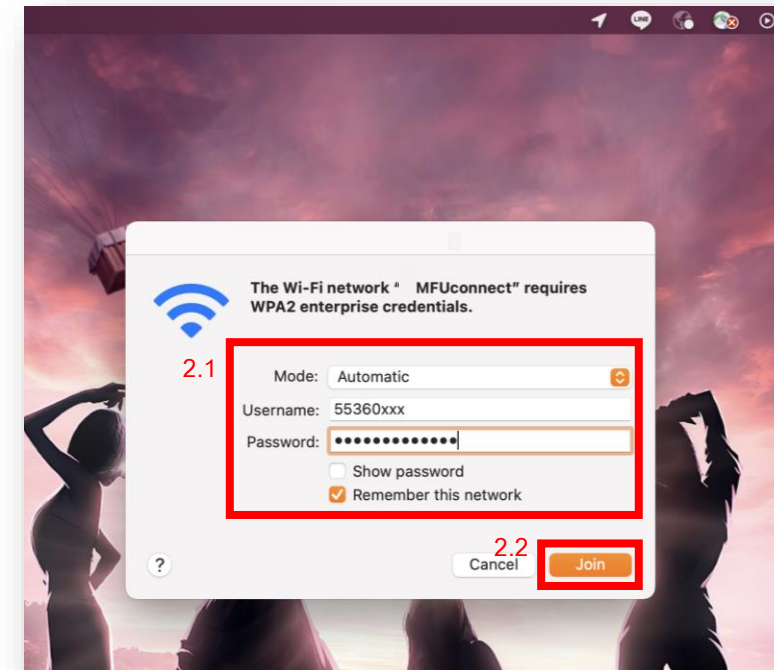 LINE
The Wi-Fi network " MFUconnect" requires
WPA2 enterprise credentials.
2.1
Mode: Automatic
Username: 55360xxx
Password: •••••••••••••
Show password
Remember this network
2.2
? Cancel Join